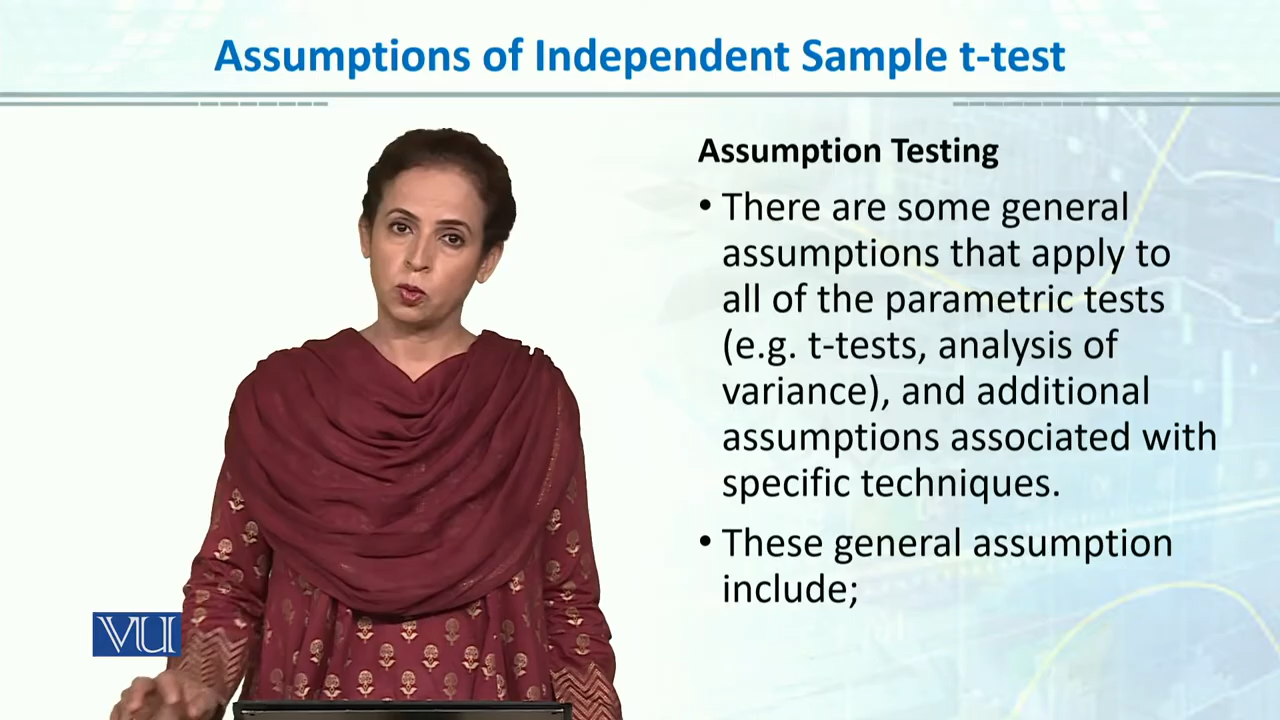 Assumptions of Independent Sample t-test
Assumption Testing
• There are some general
assumptions that apply to
all of the parametric tests
(e.g. t-tests, analysis of
variance), and additional
assumptions associated with
specific techniques.
• These general assumption
include;
VU